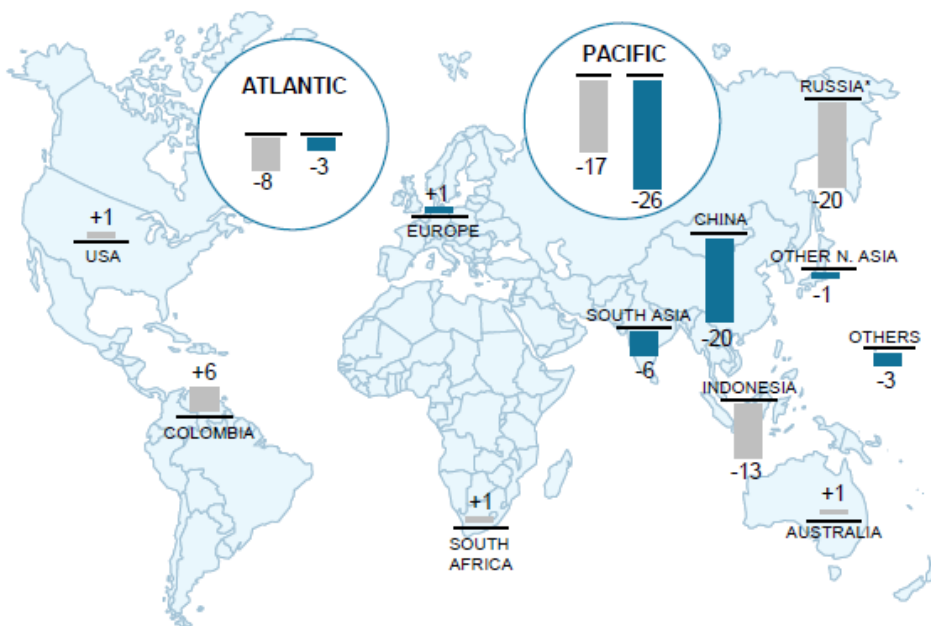 ATLANTIC
-8
-3
PACIFIC
-17
-26
RUSSIA*
-20
+1
USA
+1
EUROPE
CHINA
-20
OTHER N. ASIA
-1
SOUTH ASIA
-6
OTHERS
-3
+6
COLOMBIA
INDONESIA
-13
+1
SOUTH
AFRICA
+1
AUSTRALIA